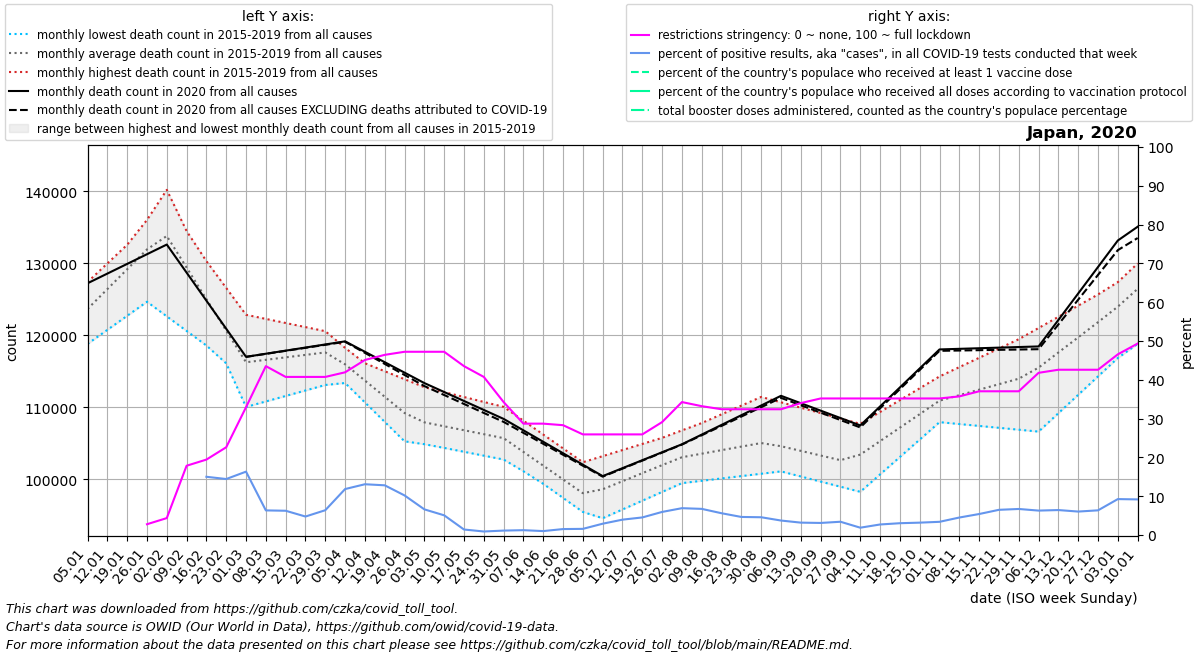 left Y axis:
monthly lowest death count in 2015-2019 from all causes
monthly average death count in 2015-2019 from all causes
monthly highest death count in 2015-2019 from all causes
monthly death count in 2020 from all causes
monthly death count in 2020 from all causes EXCLUDING deaths attributed to COVID-19
range between highest and lowest monthly death count from all causes in 2015-2019
right Y axis:
restrictions stringency: 0 ~ none, 100 ~ full lockdown
percent of positive results, aka "cases", in all COVID-19 tests conducted that week
percent of the country's populace who received at least 1 vaccine dose
percent of the country's populace who received all doses according to vaccination protocol
total booster doses administered, counted as the country's populace percentage
Japan, 2020
count
140000
130000
120000
110000
100000
100
90
80
70
60
50
40
30
20
10
0
percent
05.01 12.01 19.01 26.01 02.02 09.02 16.02 23.02 01.03 08.03 15.03 22.03 29.03 05.04 12.04 19.04 26.04 03.05 10.05 17.05 24.05 31.05 07.06 14.06 21.06 28.06 05.07 12.07 19.07 26.07 02.08 09.08 16.08 23.08 30.08 06.09 13.09 20.09 27.09 04.10 11.10 18.10 25.10 01.11 08.11 15.11 22.11 29.11 06.12 13.12 20.12 27.12 03.01 10.01
date (ISO week Sunday)
This chart was downloaded from https://github.com/czka/covid_toll_tool.
Chart's data source is OWID (Our World in Data), https://github.com/owid/covid-19-data.
For more information about the data presented on this chart please see https://github.com/czka/covid_toll_tool/blob/main/README.md.